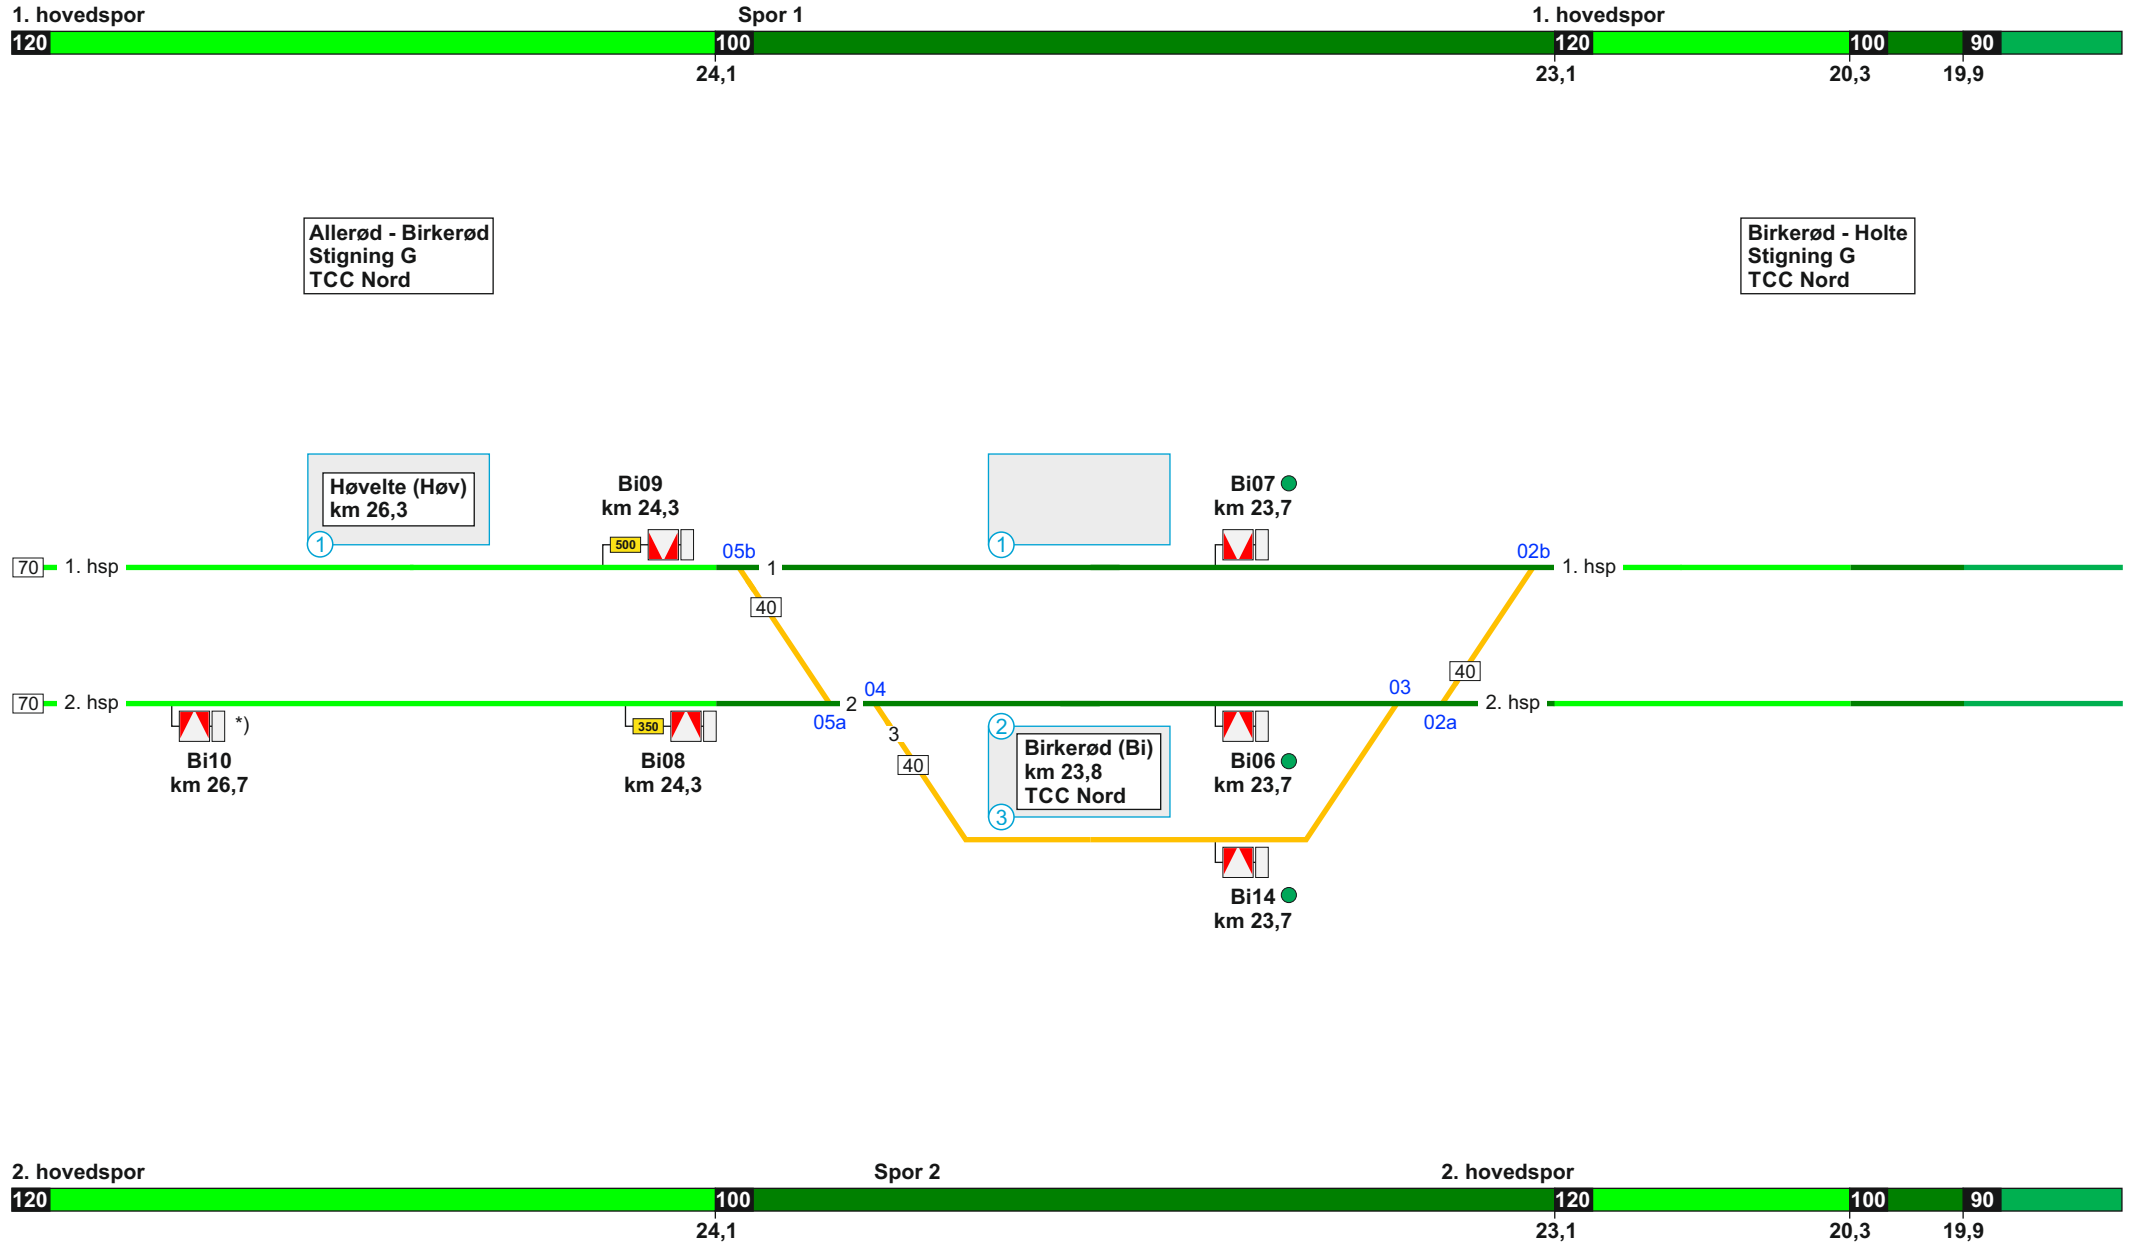 1. hovedspor
Spor 1
1. hovedspor
120
100
120
100
90
24,1
23,1
20,3
19,9
Allerød - Birkerød
Stigning G
TCC Nord
Birkerød - Holte
Stigning G
TCC Nord
Høvelte (Høv)
km 26,3
1
Bi09
km 24,3
500
1
Bi07
km 23,7
05b
02b
70
1. hsp
1
1. hsp
40
40
70
2. hsp
2
04
03
2. hsp
05a
02a
*)
Bi10
km 26,7
350
Bi08
km 24,3
3
40
2
Birkerød (Bi)
km 23,8
TCC Nord
3
Bi06
km 23,7
Bi14
km 23,7
2. hovedspor
Spor 2
2. hovedspor
120
100
120
100
90
24,1
23,1
20,3
19,9